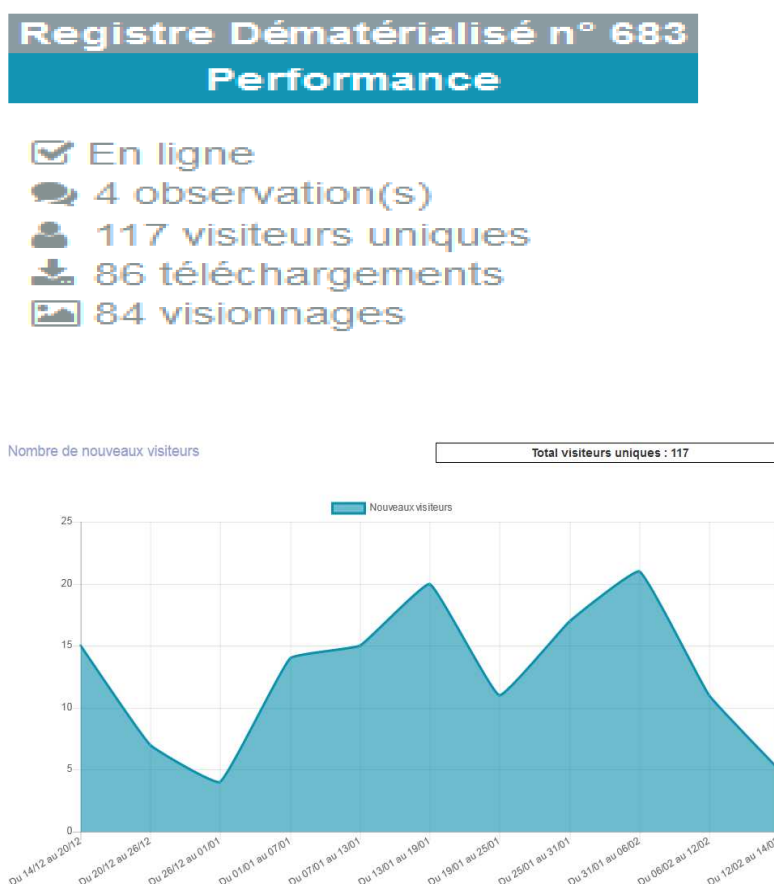 Registre Dématérialisé n° 683
Performance
En ligne
4 observation(s)
117 visiteurs uniques
86 téléchargements
84 visionnages
Nombre de nouveaux visiteurs
Total visiteurs uniques : 117
Nouveaux visiteurs
25
20
15
10
5
0
Du 14/12 au 20/12
Du 20/12 au 26/12
Du 26/12 au 01/01
Du 01/01 au 07/01
Du 07/01 au 13/01
Du 13/01 au 19/01
Du 19/01 au 25/01
Du 25/01 au 31/01
Du 31/01 au 06/02
Du 06/02 au 12/02
Du 12/02 au